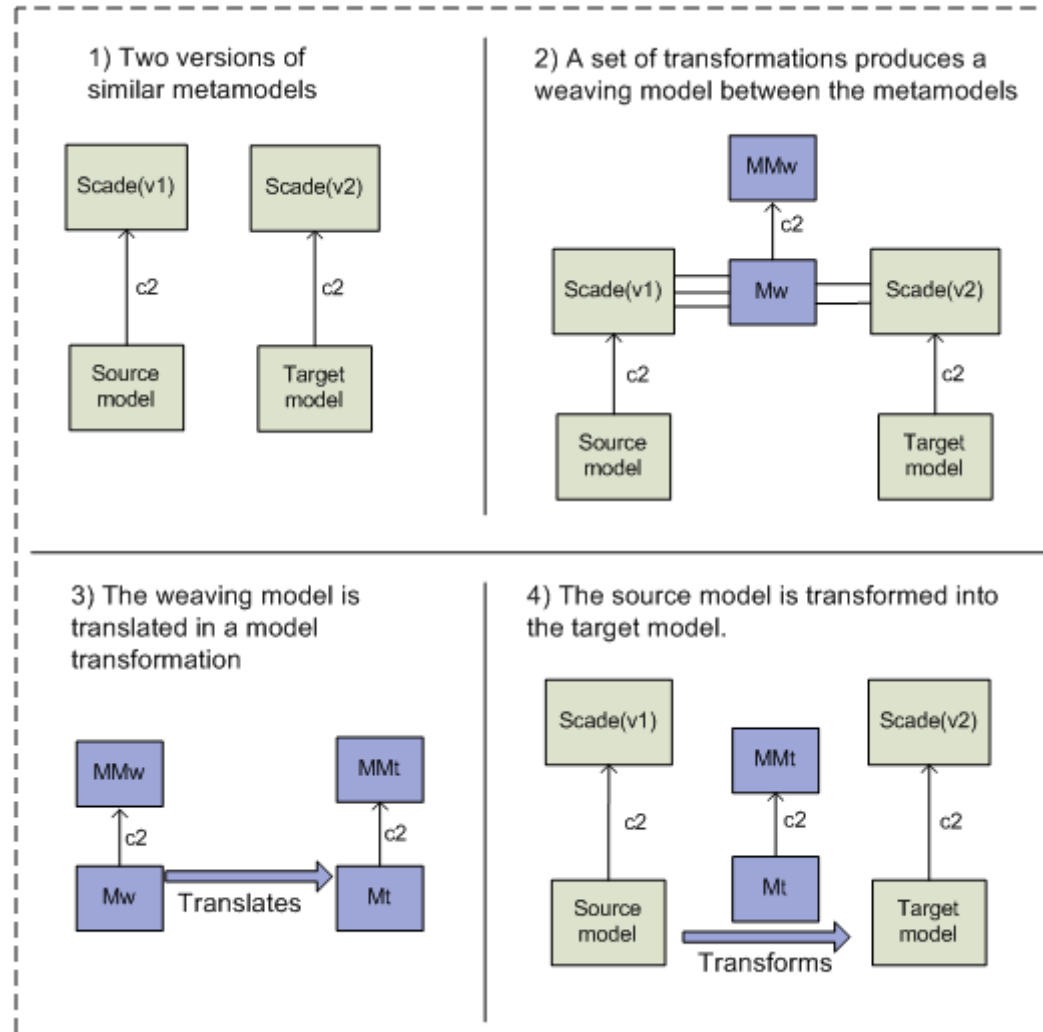 1) Two versions of
similar metamodels
Scade(v1)
Scade(v2)
c2
c2
Source
model
Target
model
2) A set of transformations produces a
weaving model between the metamodels
MMw
c2
Scade(v1)
Mw
Scade(v2)
c2
c2
Source
model
Target
model
3) The weaving model is
translated in a model
transformation
MMw
MMt
c2
c2
Mw
Translates
Mt
4) The source model is transformed into
the target model.
Scade(v1)
MMt
Scade(v2)
c2
c2
c2
Source
model
Mt
Target
model
Transforms